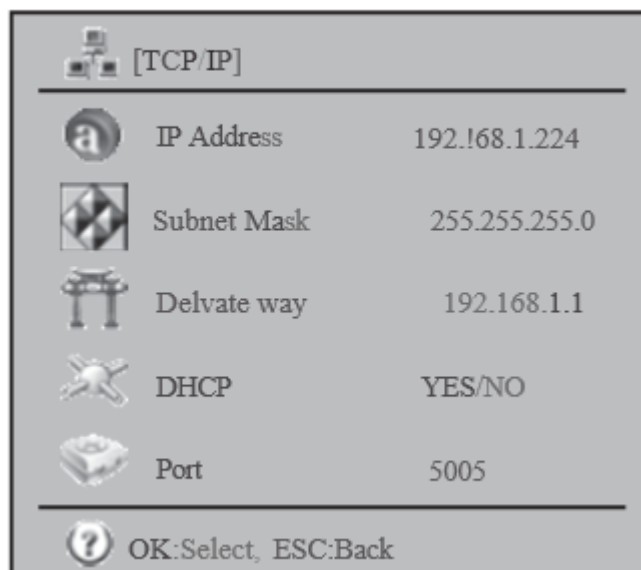 [TCP/IP]
IP Address 192.!68.1.224
Subnet Mask 255.255.255.0
Delvate way 192.168.1.1
DHCP YES/NO
Port 5005
OK:Select, ESC:Back